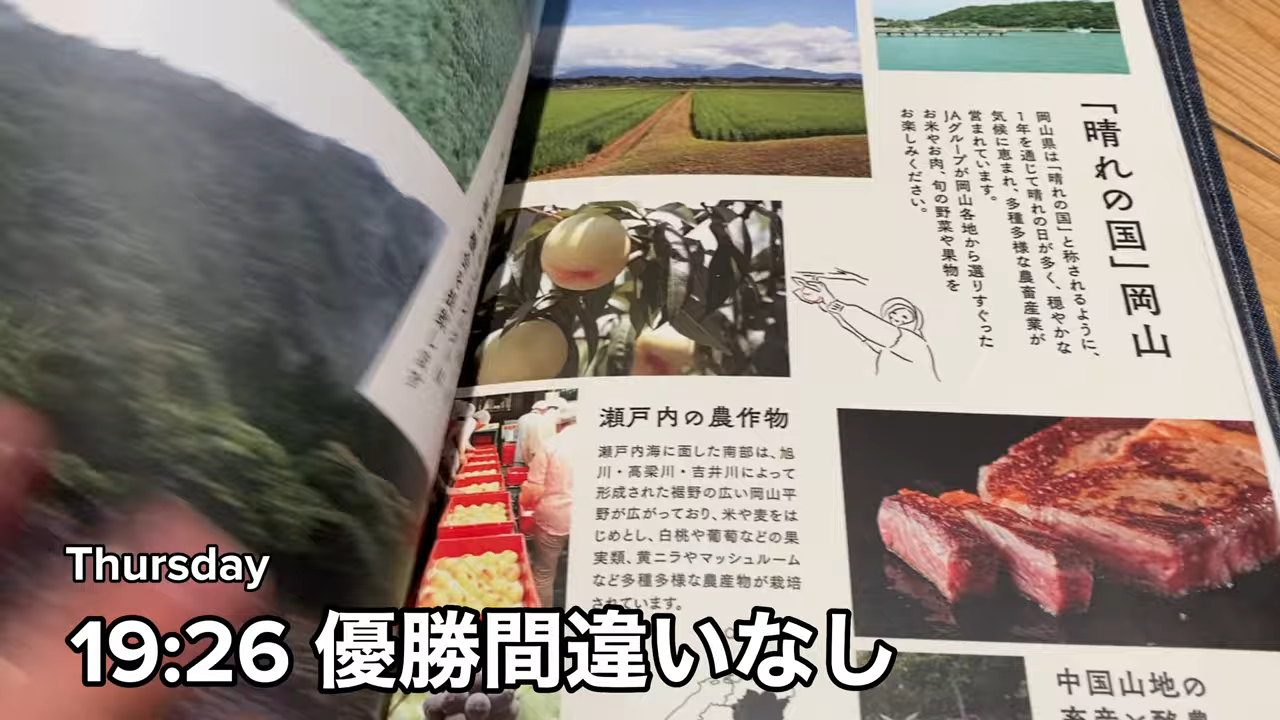 「晴れの国」岡山
岡山県は「晴れの国」と称されるように、
1年を通じて晴れの日が多く、穏やかな
気候に恵まれ、多種多様な農畜産業が
営まれています。
JAグループが岡山各地から選りすぐった
お米やお肉、旬の野菜や果物を
お楽しみください。
瀬戸内の農作物
瀬戸内海に面した南部は、旭
川・高梁川・吉井川によって
形成された裾野の広い岡山平
野が広がっており、米や麦をは
じめとし、白桃や葡萄などの果
実類、黄ニラやマッシュルーム
など多種多様な農産物が栽培
されています。
中国山地の
畜産と酪農
Thursday
19:26 優勝間違いなし